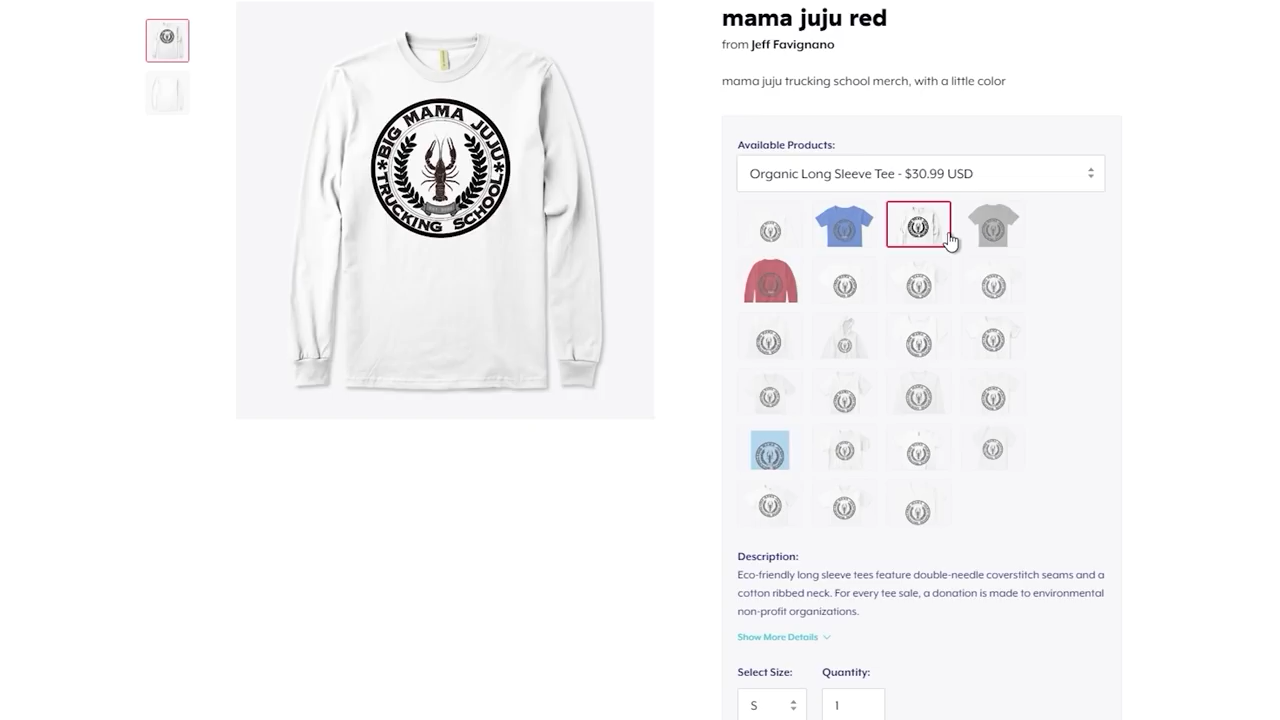 mama juju red
from Jeff Favignano
mama juju trucking school merch, with a little color
BIG MAMA JUJU
TRUCKING SCHOOL
Available Products:
Organic Long Sleeve Tee - $30.99 USD
Description:
Eco-friendly long sleeve tees feature double-needle coverstitch seams and a
cotton ribbed neck. For every tee sale, a donation is made to environmental
non-profit organizations.
Show More Details
Select Size:
Quantity:
S
1